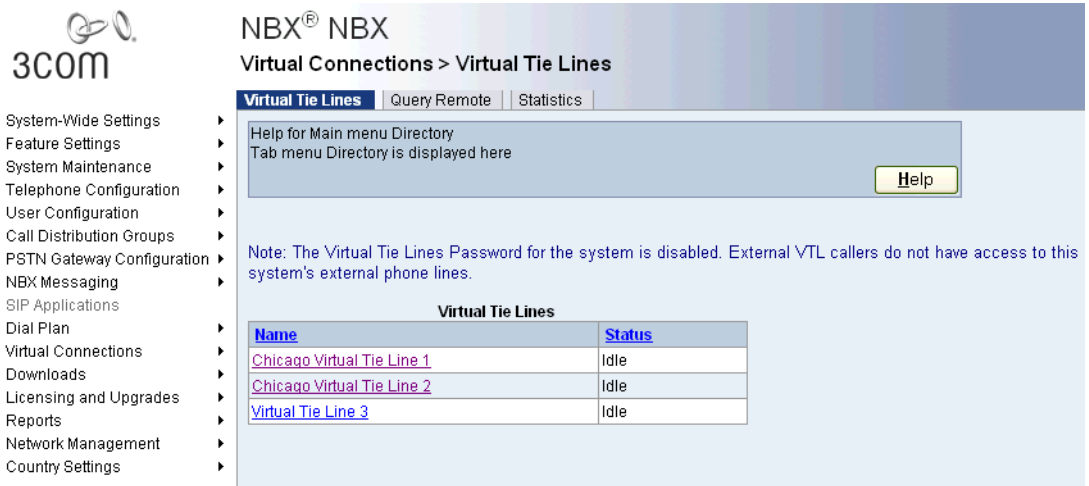 3COM
NBX® NBX
Virtual Connections > Virtual Tie Lines
Virtual Tie Lines Query Remote Statistics
System-Wide Settings
Feature Settings
System Maintenance
Telephone Configuration
User Configuration
Call Distribution Groups
PSTN Gateway Configuration
NBX Messaging
SIP Applications
Dial Plan
Virtual Connections
Downloads
Licensing and Upgrades
Reports
Network Management
Country Settings
Help for Main menu Directory
Tab menu Directory is displayed here
Help
Note: The Virtual Tie Lines Password for the system is disabled. External VTL callers do not have access to this
system's external phone lines.
Virtual Tie Lines
Name Status
Chicago Virtual Tie Line 1 Idle
Chicago Virtual Tie Line 2 Idle
Virtual Tie Line 3 Idle